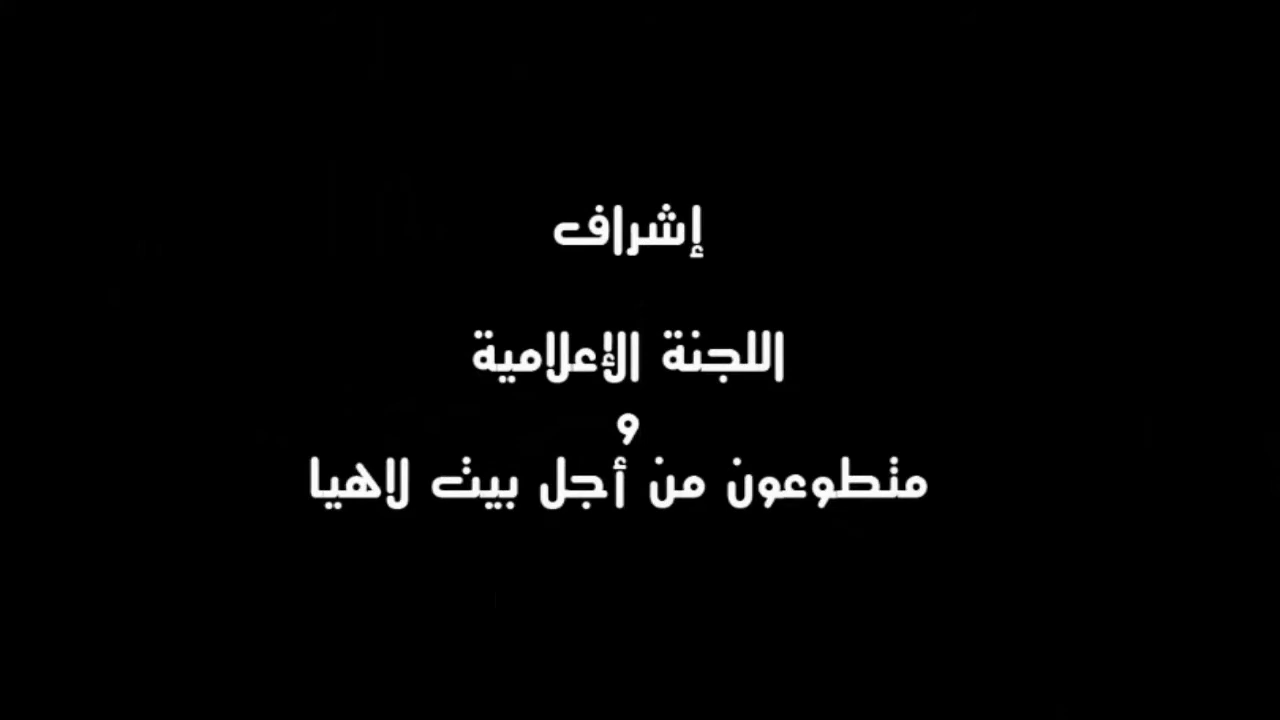 إشراف
اللجنة الإعلامية
و
متطوعون من أجل بيت لاهيا